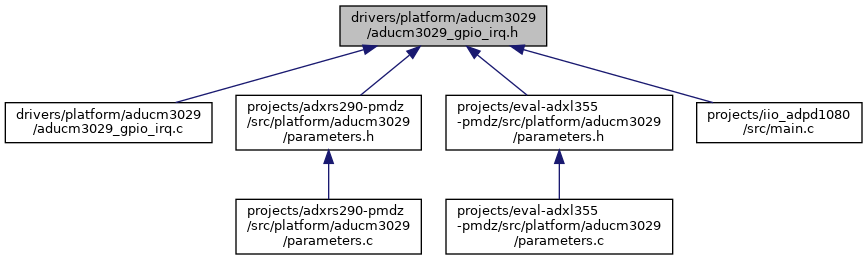 drivers/platform/aducm3029
/aducm3029_gpio_irq.h
drivers/platform/aducm3029
/aducm3029_gpio_irq.c
projects/adxrs290-pmdz
/src/platform/aducm3029
/parameters.h
projects/eval-adxl355
-pmdz/src/platform/aducm3029
/parameters.h
projects/iio_adpd1080
/src/main.c
projects/adxrs290-pmdz
/src/platform/aducm3029
/parameters.c
projects/eval-adxl355
-pmdz/src/platform/aducm3029
/parameters.c